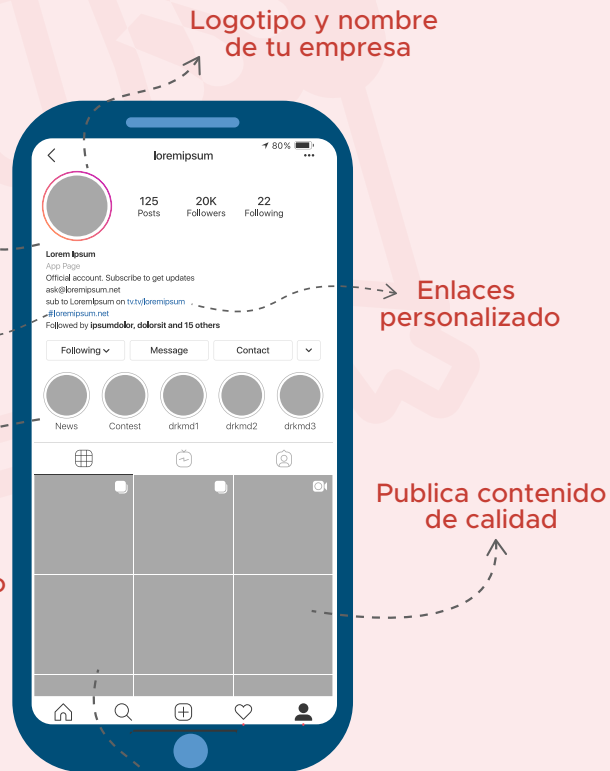 Logotipo y nombre
de tu empresa
80%
loremipsum
125
Posts
20K
Followers
22
Following
Lorem Ipsum
App Page
Official account. Subscribe to get updates
ask@loremipsum.net
sub to LoremIpsum on tv.tv/loremipsum
#loremipsum.net
Followed by ipsumdolor, dolorsit and 15 others
Following
Message
Contact
News
Contest
drkmd1
drkmd2
drkmd3
Enlaces
personalizado
Publica contenido
de calidad
o